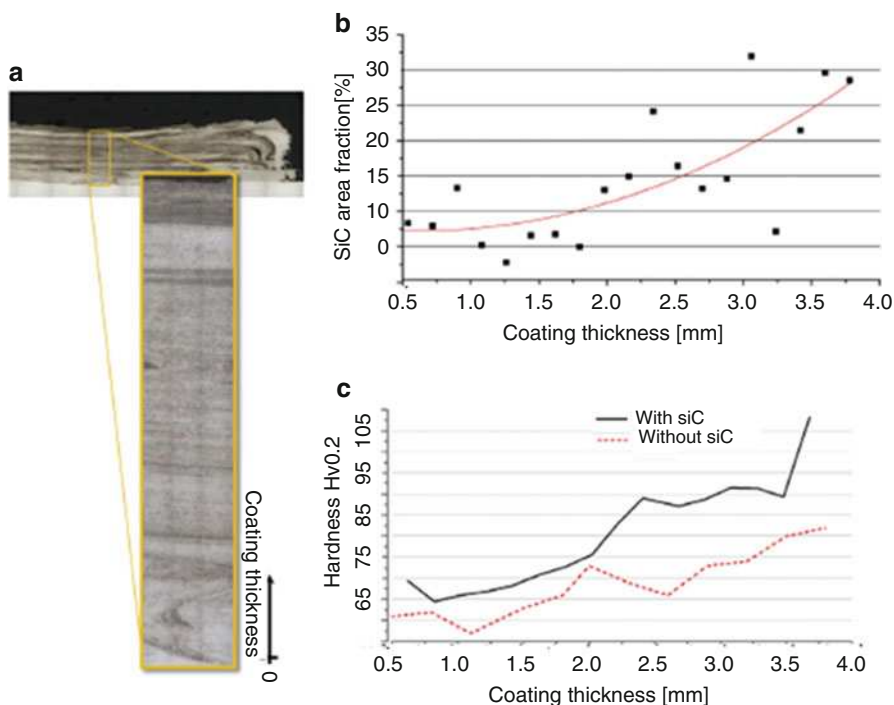 a
Coating thickness
0
b
35
30
25
20
15
10
0
SiC area fraction[%]
0.5 1.0 1.5 2.0 2.5 3.0 3.5 4.0
Coating thickness [mm]
c
With siC
Without siC
105
95
85
75
65
Hardness Hv0.2
0.5 1.0 1.5 2.0 2.5 3.0 3.5 4.0
Coating thickness [mm]